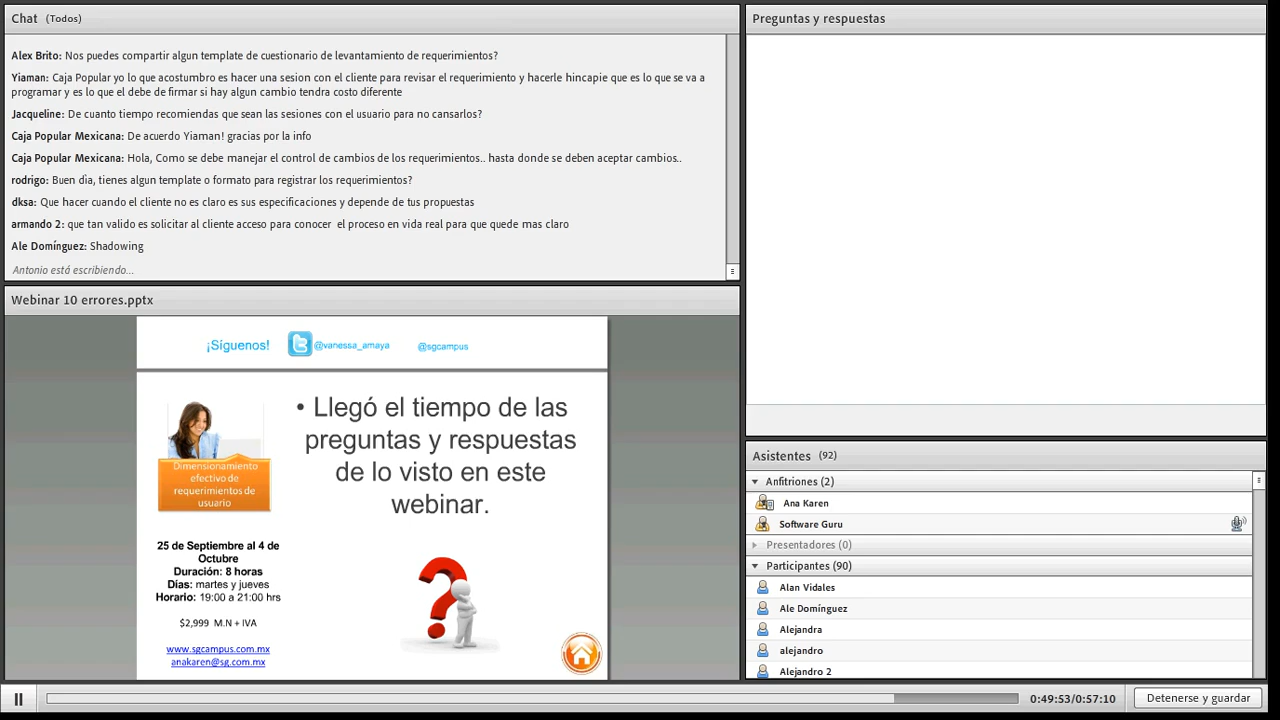 Chat (Todos)
Alex Brito: Nos puedes compartir algun template de cuestionario de levantamiento de requerimientos?
Yiaman: Caja Popular yo lo que acostumbro es hacer una sesion con el cliente para revisar el requerimiento y hacerle hincapie que es lo que se va a
programar y es lo que el debe de firmar si hay algun cambio tendra costo diferente
Jacqueline: De cuanto tiempo recomiendas que sean las sesiones con el usuario para no cansarlos?
Caja Popular Mexicana: De acuerdo Yiaman! gracias por la info
Caja Popular Mexicana: Hola, Como se debe manejar el control de cambios de los requerimientos.. hasta donde se deben aceptar cambios..
rodrigo: Buen dìa, tienes algun template o formato para registrar los requerimientos?
dksa: Que hacer cuando el cliente no es claro es sus especificaciones y depende de tus propuestas
armando 2: que tan valido es solicitar al cliente acceso para conocer el proceso en vida real para que quede mas claro
Ale Domínguez: Shadowing
Antonio está escribiendo...
Webinar 10 errores.pptx
¡Síguenos! @vanessa_amaya @sgcampus
Dimensionamiento
efectivo de
requerimientos de
usuario
25 de Septiembre al 4 de
Octubre
Duración: 8 horas
Días: martes y jueves
Horario: 19:00 a 21:00 hrs
$2,999 M.N + IVA
www.sgcampus.com.mx
anakaren@sg.com.mx
• Llegó el tiempo de las
preguntas y respuestas
de lo visto en este
webinar.
Preguntas y respuestas
Asistentes (92)
Anfitriones (2)
Ana Karen
Software Guru
Presentadores (0)
Participantes (90)
Alan Vidales
Ale Domínguez
Alejandra
alejandro
Alejandro 2
0:49:53/0:57:10
Detenerse y guardar